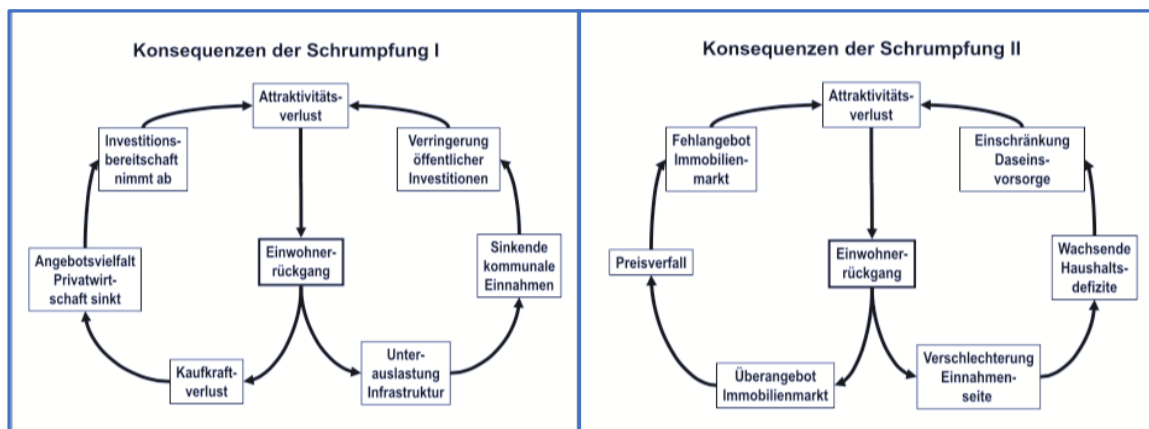 Konsequenzen der Schrumpfung I
Attraktivitäts-
verlust
Investitions-
bereitschaft
nimmt ab
Verringerung
öffentlicher
Investitionen
Angebotsvielfalt
Privatwirt-
schaft sinkt
Einwohner-
rückgang
Sinkende
kommunale
Einnahmen
Kaufkraft-
verlust
Unter-
auslastung
Infrastruktur
Konsequenzen der Schrumpfung II
Attraktivitäts-
verlust
Fehlangebot
Immobilien-
markt
Einschränkung
Daseins-
vorsorge
Preisverfall
Einwohner-
rückgang
Wachsende
Haushalts-
defizite
Überangebot
Immobilienmarkt
Verschlechterung
Einnahmen-
seite